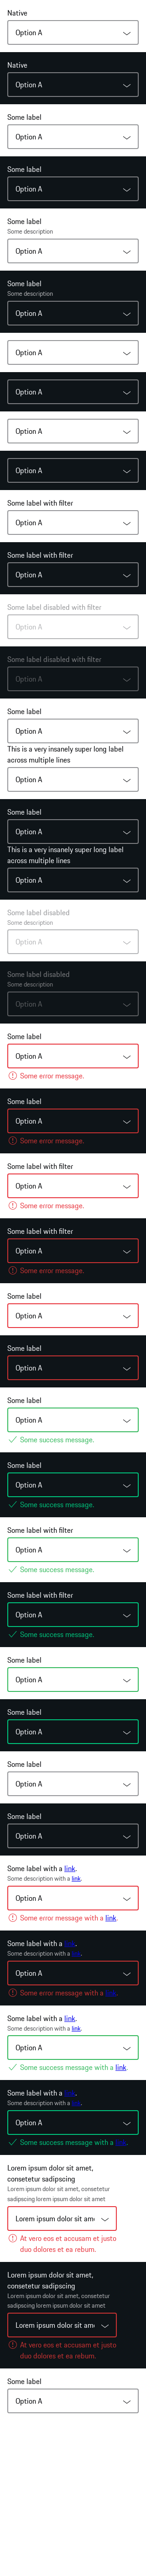 Native
Option A
Native
Option A
Some label
Option A
Some label
Option A
Some label
Some description
Option A
Some label
Some description
Option A
Option A
Option A
Option A
Option A
Some label with filter
Option A
Some label with filter
Option A
Some label disabled with filter
Option A
Some label disabled with filter
Option A
Some label
Option A
This is a very insanely super long label
across multiple lines
Option A
Some label
Option A
This is a very insanely super long label
across multiple lines
Option A
Some label disabled
Some description
Option A
Some label disabled
Some description
Option A
Some label
Option A
Some error message.
Some label
Option A
Some error message.
Some label with filter
Option A
Some error message.
Some label with filter
Option A
Some error message.
Some label
Option A
Some label
Option A
Some label
Option A
Some success message.
Some label
Option A
Some success message.
Some label with filter
Option A
Some success message.
Some label with filter
Option A
Some success message.
Some label
Option A
Some label
Option A
Some label
Option A
Some label
Option A
Some label with a link.
Some description with a link.
Option A
Some error message with a link.
Some label with a link.
Some description with a link.
Option A
Some error message with a link.
Some label with a link.
Some description with a link.
Option A
Some success message with a link.
Some label with a link.
Some description with a link.
Option A
Some success message with a link.
Lorem ipsum dolor sit amet,
consetetur sadipscing
Lorem ipsum dolor sit amet, consetetur
sadipscing lorem ipsum dolor sit amet
Lorem ipsum dolor sit ame
At vero eos et accusam et justo
duo dolores et ea rebum.
Lorem ipsum dolor sit amet,
consetetur sadipscing
Lorem ipsum dolor sit amet, consetetur
sadipscing lorem ipsum dolor sit amet
Lorem ipsum dolor sit ame
At vero eos et accusam et justo
duo dolores et ea rebum.
Some label
Option A